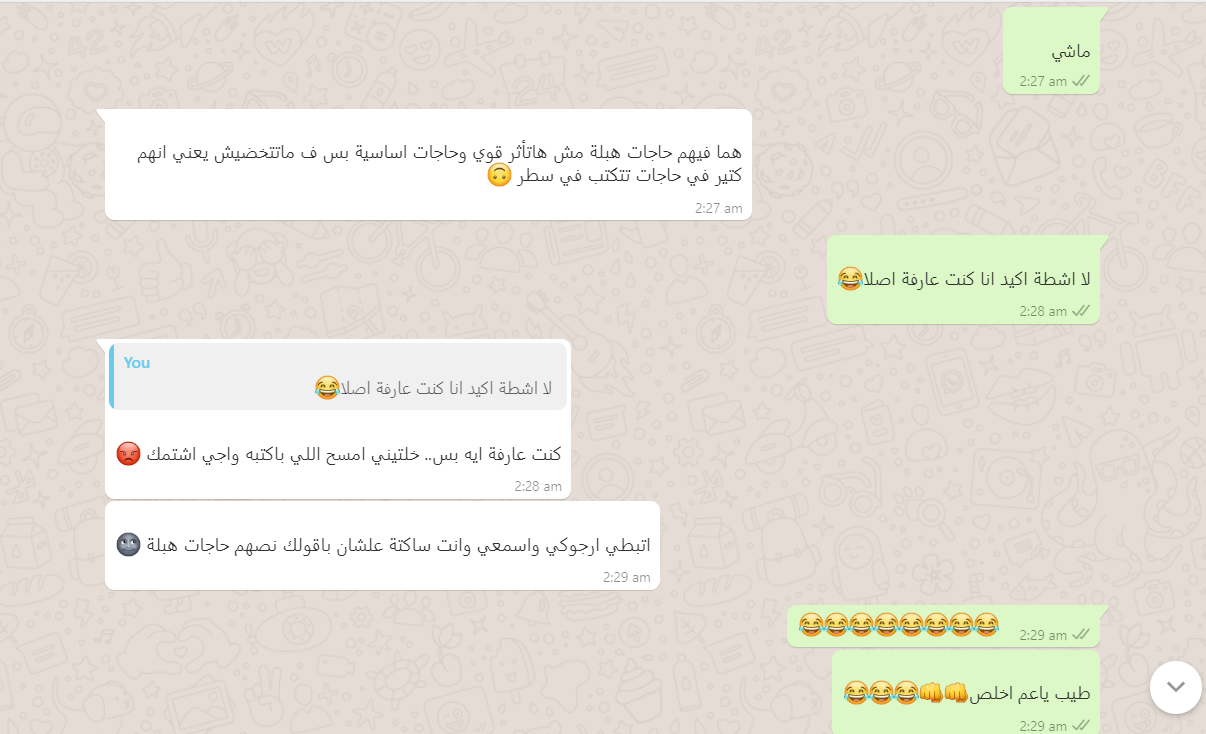 ماشي
2:27 am
هما فيهم حاجات هبلة مش هاتأثر قوي وحاجات اساسية بس ف ماتتخضيش يعني انهم
كتير في حاجات تتكتب في سطر 🙃
2:27 am
لا اشطة اكيد انا كنت عارفة اصلا😂
2:28 am
You
لا اشطة اكيد انا كنت عارفة اصلا😂
كنت عارفة ايه بس.. خلتيني امسح اللي باكتبه واجي اشتمك 😡
2:28 am
اتبطي ارجوكي واسمعي وانت ساكتة علشان باقولك نصهم حاجات هبلة 🌚
2:29 am
😂😂😂😂😂😂😂😂
2:29 am
طيب ياعم اخلص👊👊😂😂😂
2:29 am